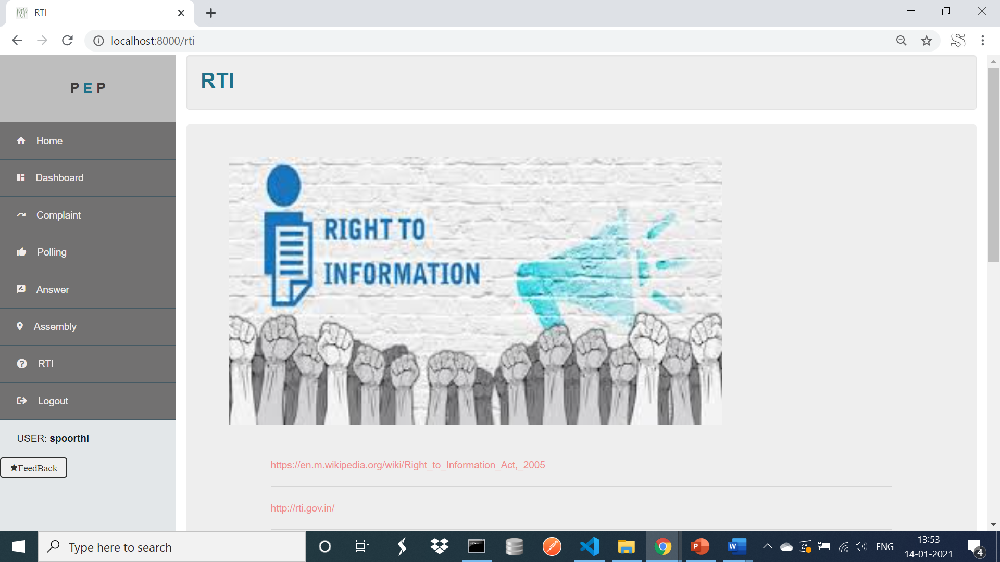 PEP RTI
localhost:8000/rti
P E P
RTI
Home
Dashboard
Complaint
Polling
Answer
Assembly
RTI
Logout
USER: spoorthi
★FeedBack
RIGHT TO
INFORMATION
https://en.m.wikipedia.org/wiki/Right_to_Information_Act,_2005
http://rti.gov.in/
Type here to search
ENG
13:53
14-01-2021
4